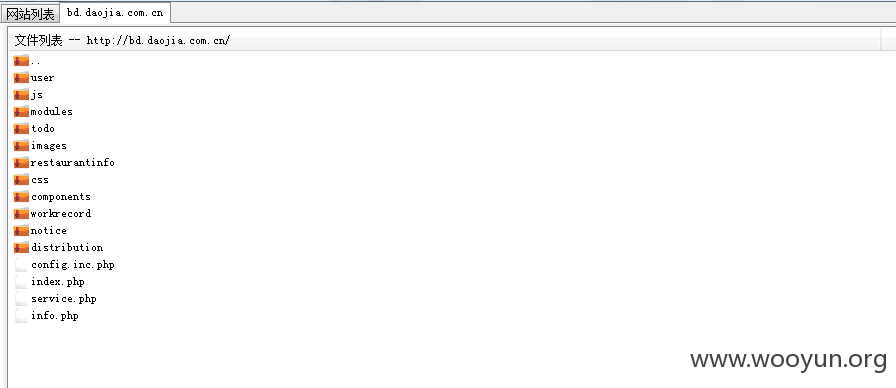 网站列表 bd.daojia.com.cn
文件列表 -- http://bd.daojia.com.cn/
..
user
js
modules
todo
images
restaurantinfo
css
components
workrecord
notice
distribution
config.inc.php
index.php
service.php
info.php
www.wooyun.org